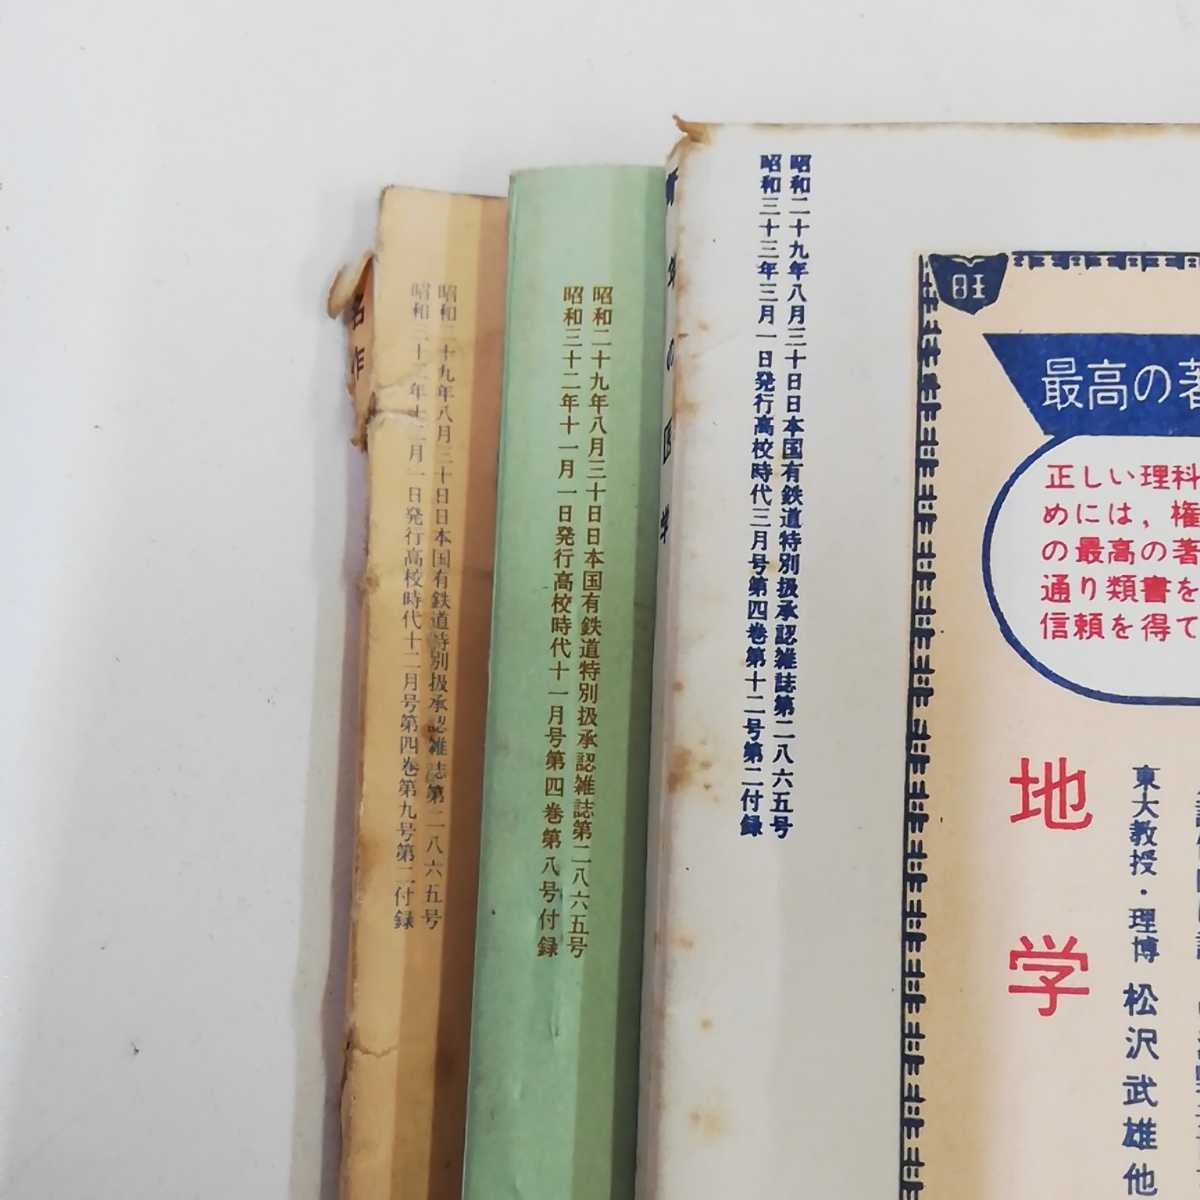 昭和二十九年八月三十日日本国有鉄道特別扱承認雑誌第二八六五号
昭和三十三年三月一日発行高校時代三月号第四巻第十二号第二付録
昭和二十九年八月三十日日本国有鉄道特別扱承認雑誌第二八六五号
昭和三十二年十一月一日発行高校時代十一月号第四巻第八号付録
昭和二十九年八月三十日日本国有鉄道特別扱承認雑誌第二八六五号
昭和三十二年十二月一日発行高校時代十二月号第四巻第九号第二付録
名作
の医学
旺
最高の著
正しい理科
めには，権
の最高の著
通り類書を
信頼を得て
地学
東大教授・理博 松沢武雄他